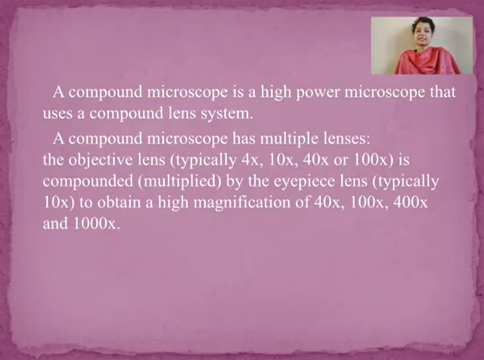 A compound microscope is a high power microscope that
uses a compound lens system.
A compound microscope has multiple lenses:
the objective lens (typically 4x, 10x, 40x or 100x) is
compounded (multiplied) by the eyepiece lens (typically
10x) to obtain a high magnification of 40x, 100x, 400x
and 1000x.